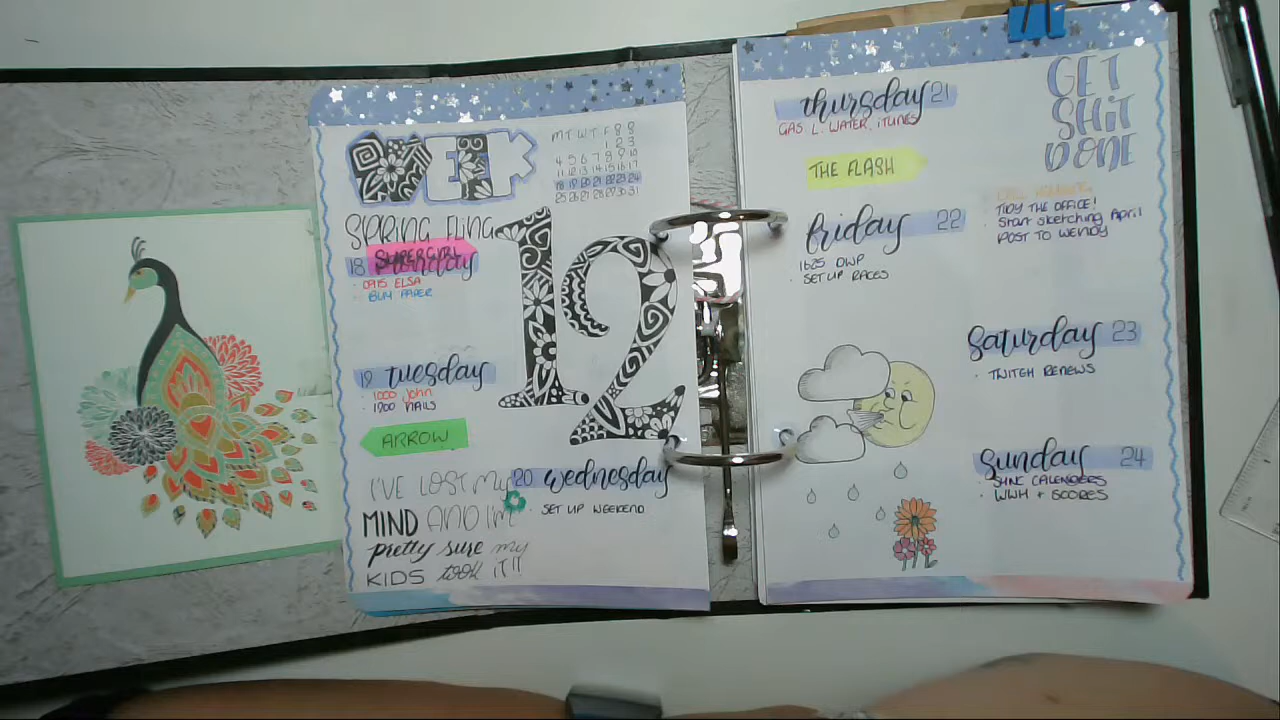 WEEK
M T W T F S S
1 2 3
4 5 6 7 8 9 10
11 12 13 14 15 16 17
18 19 20 21 22 23 24
25 26 27 28 29 30 31
SPRING FLING
12
SUPERGIRL
18 monday
· 0915 ELSA
· BUY PAPER
19 tuesday
· 1000 John
· 1900 NAILS
ARROW
I'VE LOST My
MIND AND I'm
pretty sure my
KIDS took IT!!
20 wednesday
· SET UP WEEKEND
thursday 21
GAS L. WATER, iTUNES
THE FLASH
friday 22
1625 DWP
· SET UP RACES
GET
SHiT
DONE
TIDY THE OFFICE!
Start sketching April
POST TO WENDY
Saturday 23
· TWITCH RENEWS
Sunday 24
· SYNC CALENDERS
· WWH + SCORES